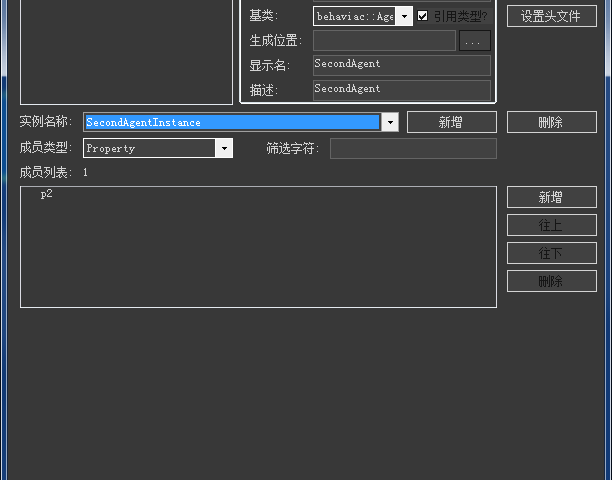 基类: behaviac::Age 引用类型? 设置头文件
生成位置: ...
显示名: SecondAgent
描述: SecondAgent
实例名称: SecondAgentInstance 新增 删除
成员类型: Property 筛选字符:
成员列表: 1
p2 新增
往上
往下
删除